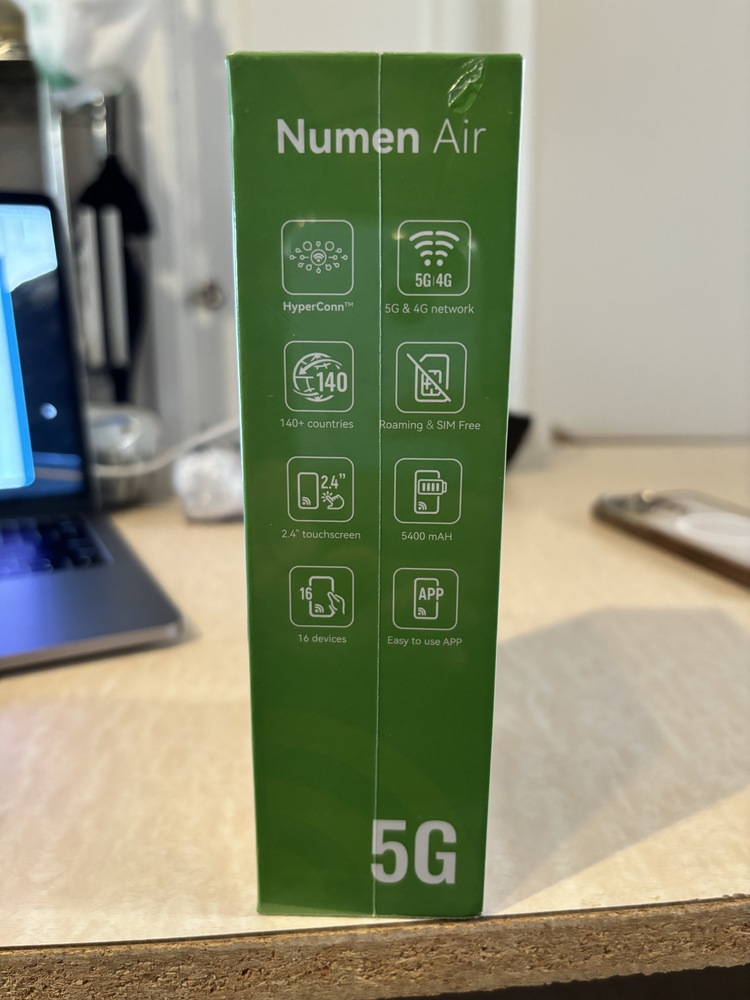 Numen Air
5G 4G
HyperConn™
5G & 4G network
140
140+ countries
Roaming & SIM Free
2.4”
2.4” touchscreen
5400 mAH
16
16 devices
APP
Easy to use APP
5G